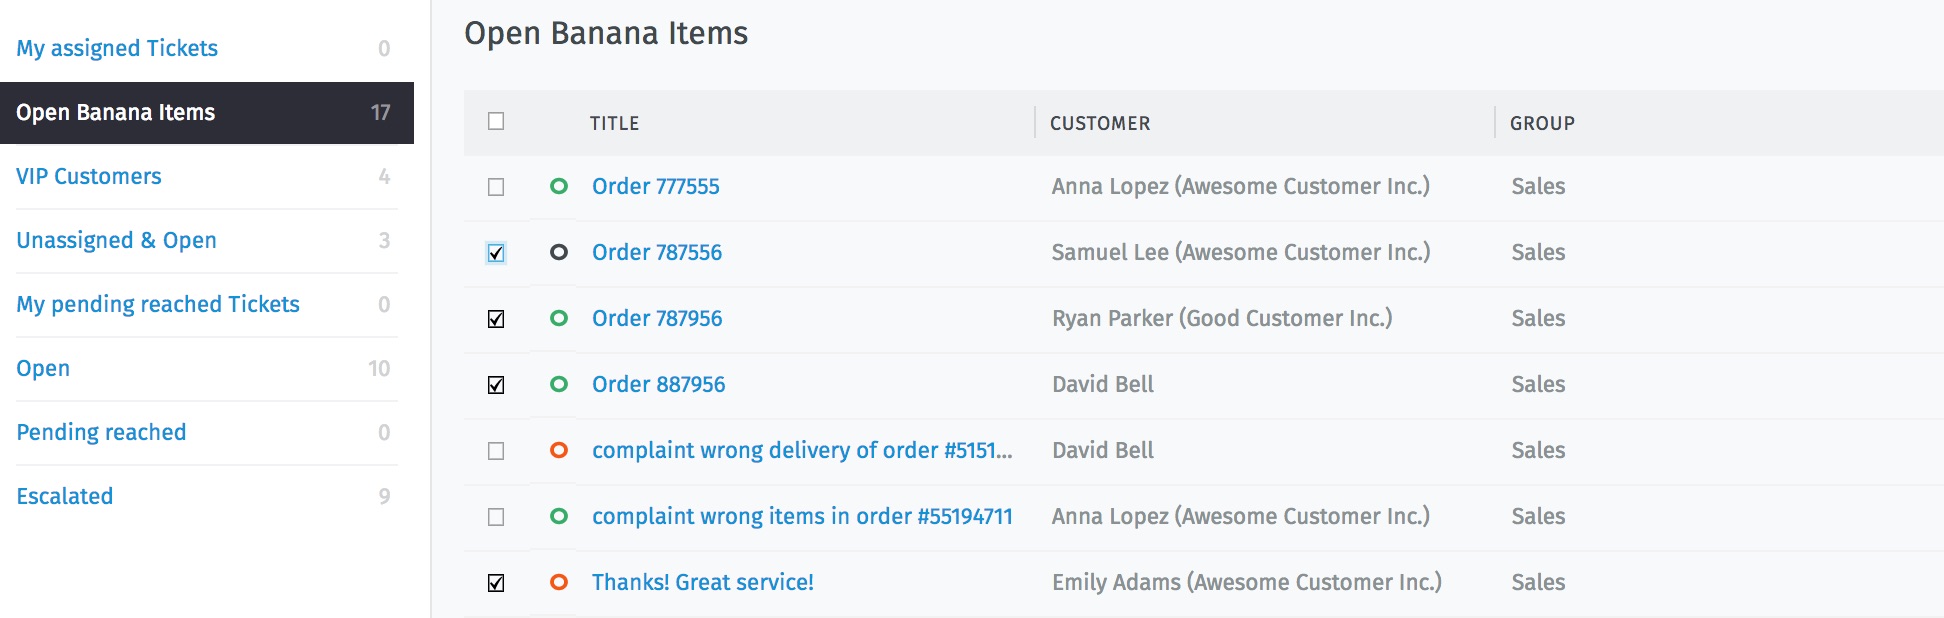 My assigned Tickets 0
Open Banana Items 17
VIP Customers 4
Unassigned & Open 3
My pending reached Tickets 0
Open 10
Pending reached 0
Escalated 9
Open Banana Items
TITLE CUSTOMER GROUP
Order 777555 Anna Lopez (Awesome Customer Inc.) Sales
Order 787556 Samuel Lee (Awesome Customer Inc.) Sales
Order 787956 Ryan Parker (Good Customer Inc.) Sales
Order 887956 David Bell Sales
complaint wrong delivery of order #5151... David Bell Sales
complaint wrong items in order #55194711 Anna Lopez (Awesome Customer Inc.) Sales
Thanks! Great service! Emily Adams (Awesome Customer Inc.) Sales